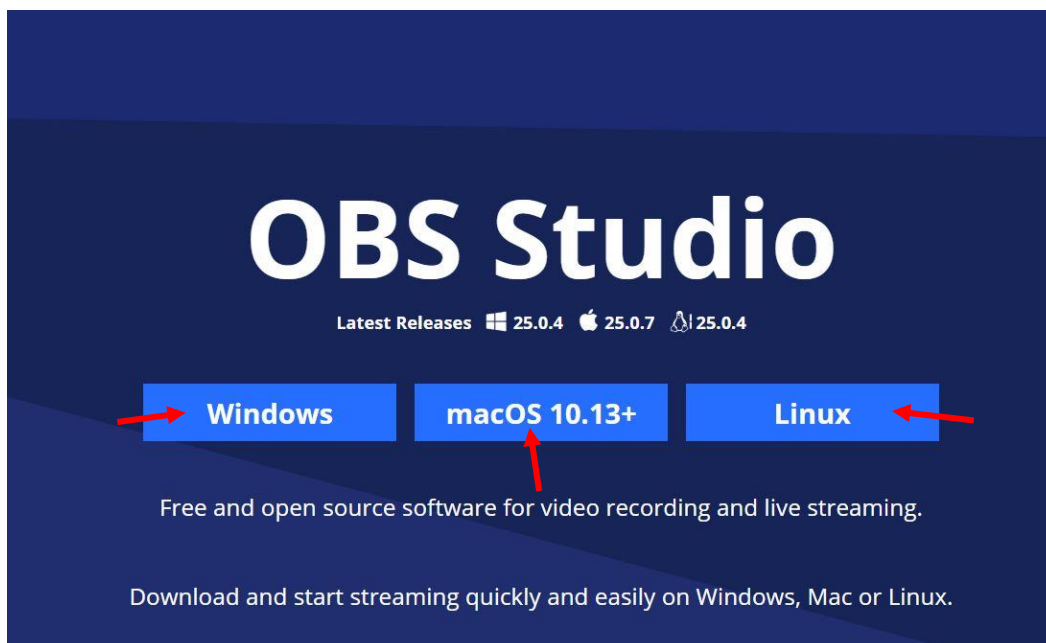 OBS Studio
Latest Releases 25.0.4 25.0.7 25.0.4
Windows macOS 10.13+ Linux
Free and open source software for video recording and live streaming.
Download and start streaming quickly and easily on Windows, Mac or Linux.